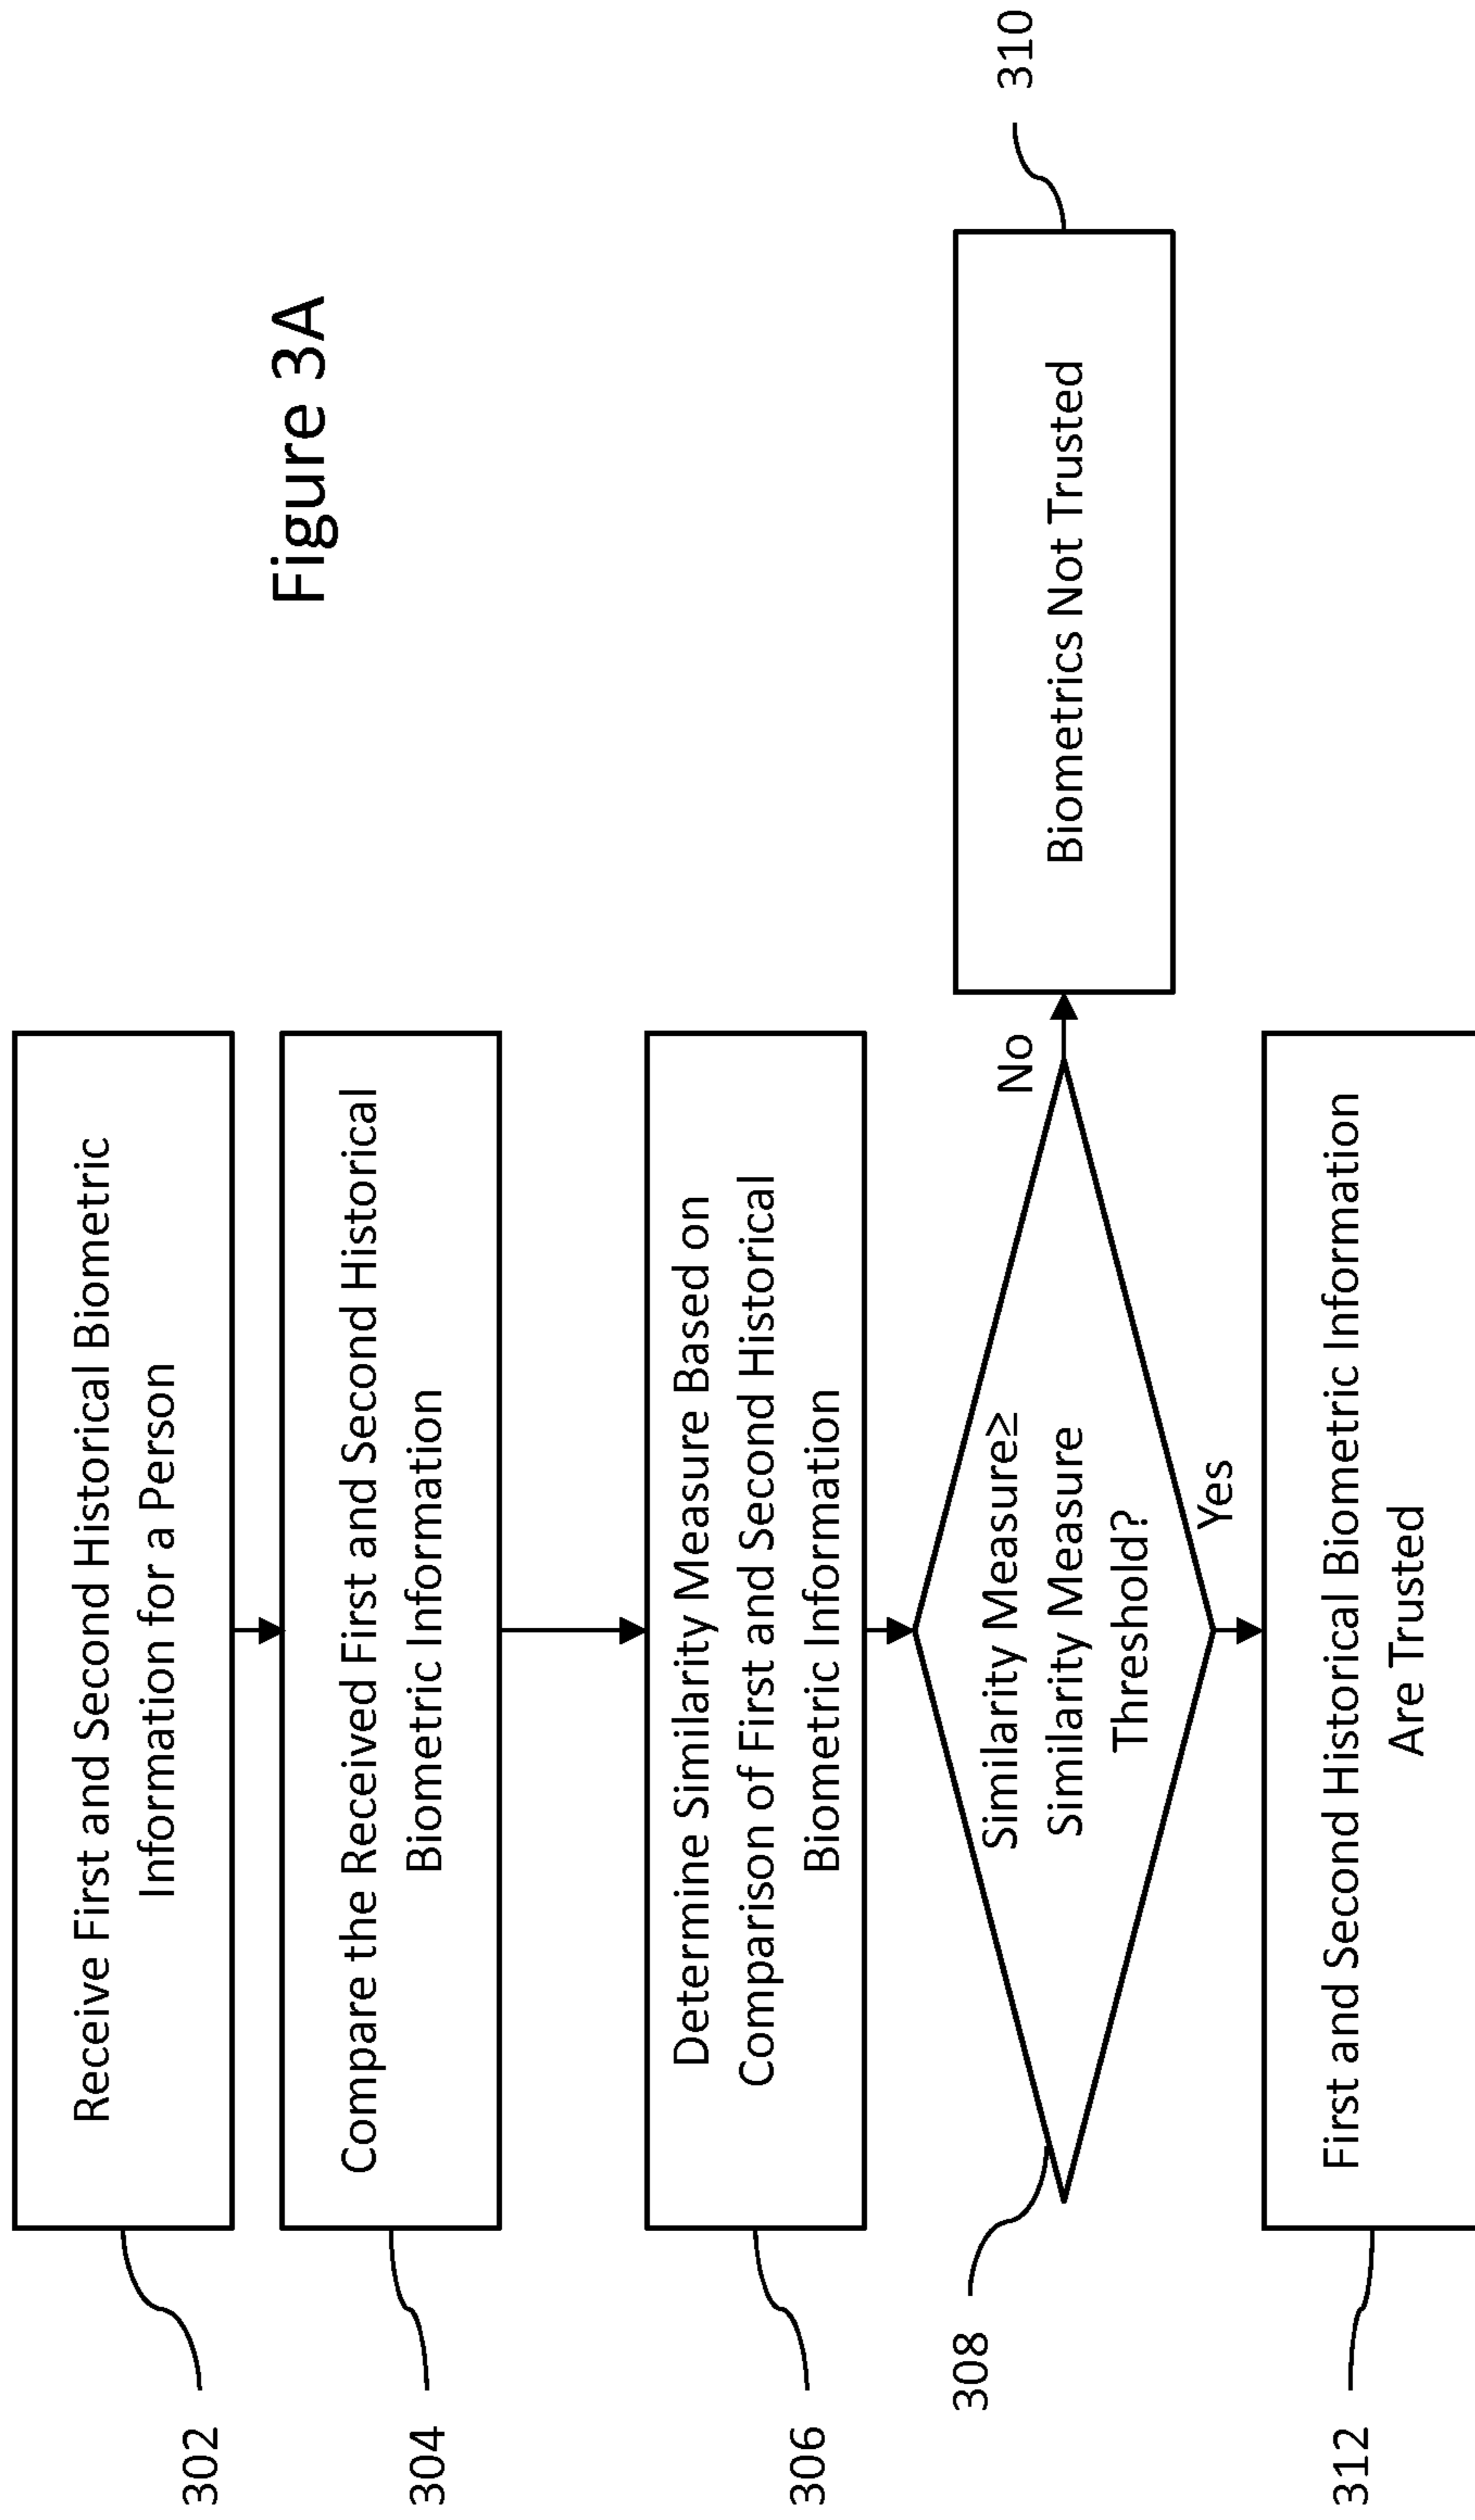 Figure 3A
302
Receive First and Second Historical Biometric
Information for a Person
304
Compare the Received First and Second Historical
Biometric Information
306
Determine Similarity Measure Based on
Comparison of First and Second Historical
Biometric Information
308
Similarity Measure≥
Similarity Measure
Threshold?
No
Biometrics Not Trusted
310
Yes
312
First and Second Historical Biometric Information
Are Trusted